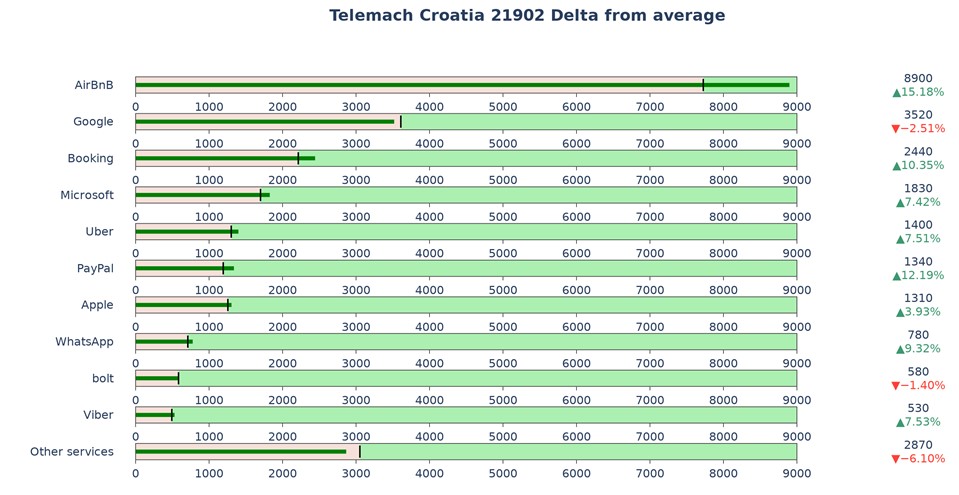 Telemach Croatia 21902 Delta from average
AirBnB
8900
▲15.18%
0 1000 2000 3000 4000 5000 6000 7000 8000 9000
Google
3520
▼−2.51%
0 1000 2000 3000 4000 5000 6000 7000 8000 9000
Booking
2440
▲10.35%
0 1000 2000 3000 4000 5000 6000 7000 8000 9000
Microsoft
1830
▲7.42%
0 1000 2000 3000 4000 5000 6000 7000 8000 9000
Uber
1400
▲7.51%
0 1000 2000 3000 4000 5000 6000 7000 8000 9000
PayPal
1340
▲12.19%
0 1000 2000 3000 4000 5000 6000 7000 8000 9000
Apple
1310
▲3.93%
0 1000 2000 3000 4000 5000 6000 7000 8000 9000
WhatsApp
780
▲9.32%
0 1000 2000 3000 4000 5000 6000 7000 8000 9000
bolt
580
▼−1.40%
0 1000 2000 3000 4000 5000 6000 7000 8000 9000
Viber
530
▲7.53%
0 1000 2000 3000 4000 5000 6000 7000 8000 9000
Other services
2870
▼−6.10%
0 1000 2000 3000 4000 5000 6000 7000 8000 9000